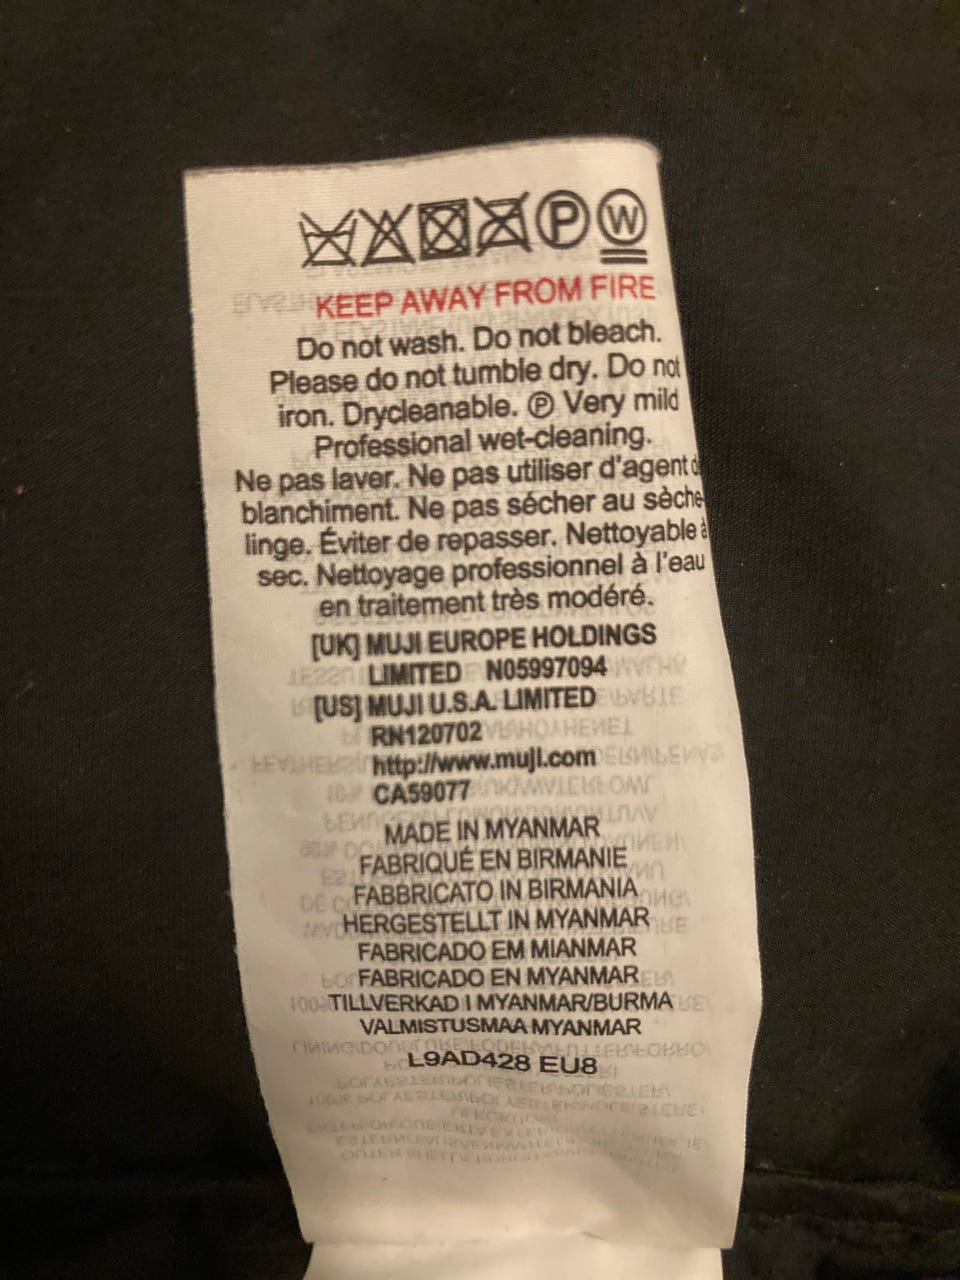 P W
KEEP AWAY FROM FIRE
Do not wash. Do not bleach.
Please do not tumble dry. Do not
iron. Drycleanable. Ⓟ Very mild
Professional wet-cleaning.
Ne pas laver. Ne pas utiliser d'agent
blanchiment. Ne pas sécher au sèche-
linge. Éviter de repasser. Nettoyable à
sec. Nettoyage professionnel à l'eau
en traitement très modéré.
[UK] MUJI EUROPE HOLDINGS
LIMITED N05997094
[US] MUJI U.S.A. LIMITED
RN120702
http://www.muji.com
CA59077
MADE IN MYANMAR
FABRIQUÉ EN BIRMANIE
FABBRICATO IN BIRMANIA
HERGESTELLT IN MYANMAR
FABRICADO EM MIANMAR
FABRICADO EN MYANMAR
TILLVERKAD I MYANMAR/BURMA
VALMISTUSMAA MYANMAR
L9AD428 EU8